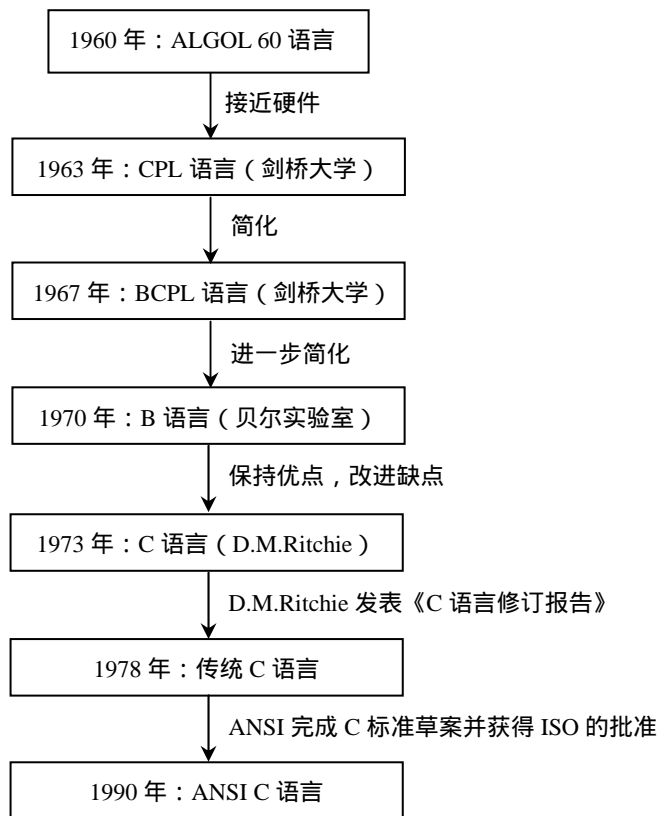 1960 年：ALGOL 60 语言
接近硬件
1963 年：CPL 语言（剑桥大学）
简化
1967 年：BCPL 语言（剑桥大学）
进一步简化
1970 年：B 语言（贝尔实验室）
保持优点，改进缺点
1973 年：C 语言（D.M.Ritchie）
D.M.Ritchie 发表《C 语言修订报告》
1978 年：传统 C 语言
ANSI 完成 C 标准草案并获得 ISO 的批准
1990 年：ANSI C 语言